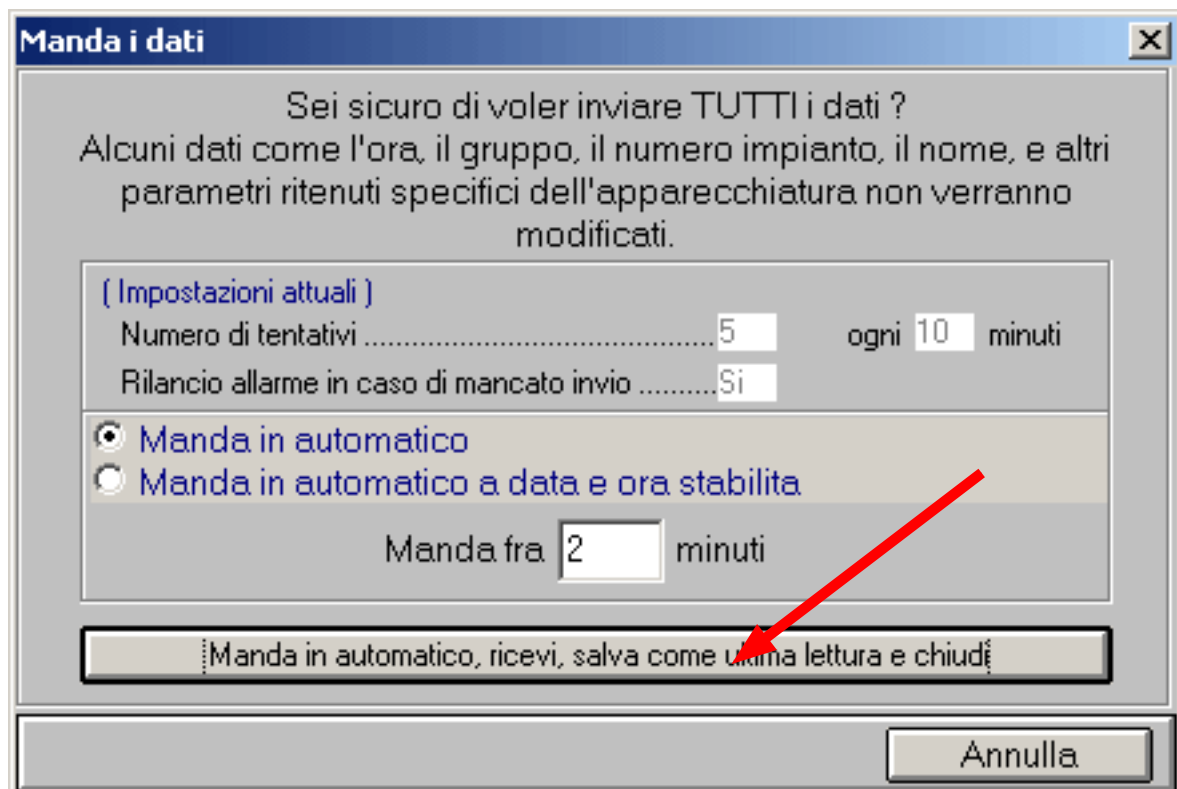 Manda i dati
Sei sicuro di voler inviare TUTTI i dati ?
Alcuni dati come l'ora, il gruppo, il numero impianto, il nome, e altri
parametri ritenuti specifici dell'apparecchiatura non verranno
modificati.
( Impostazioni attuali )
Numero di tentativi ..........................................5 ogni 10 minuti
Rilancio allarme in caso di mancato invio ..........Si
Manda in automatico
Manda in automatico a data e ora stabilita
Manda fra 2 minuti
Manda in automatico, ricevi, salva come ultima lettura e chiudi
Annulla